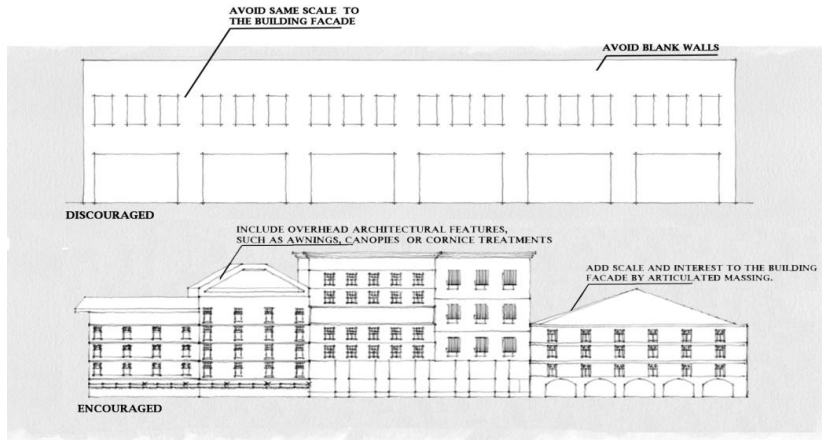 AVOID SAME SCALE TO
THE BUILDING FACADE
AVOID BLANK WALLS
DISCOURAGED
INCLUDE OVERHEAD ARCHITECTURAL FEATURES,
SUCH AS AWNINGS, CANOPIES OR CORNICE TREATMENTS
ADD SCALE AND INTEREST TO THE BUILDING
FACADE BY ARTICULATED MASSING.
ENCOURAGED